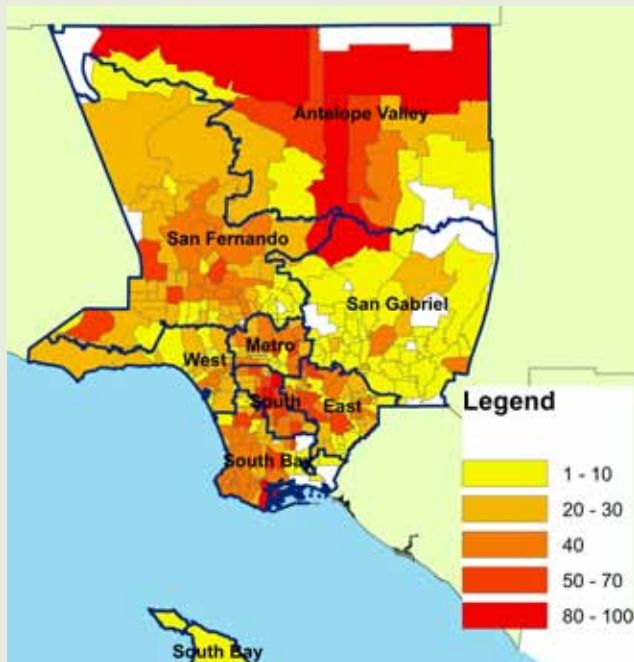 Antelope Valley
San Fernando
San Gabriel
Metro
West
South
East
South Bay
South Bay
Legend
1 - 10
20 - 30
40
50 - 70
80 - 100